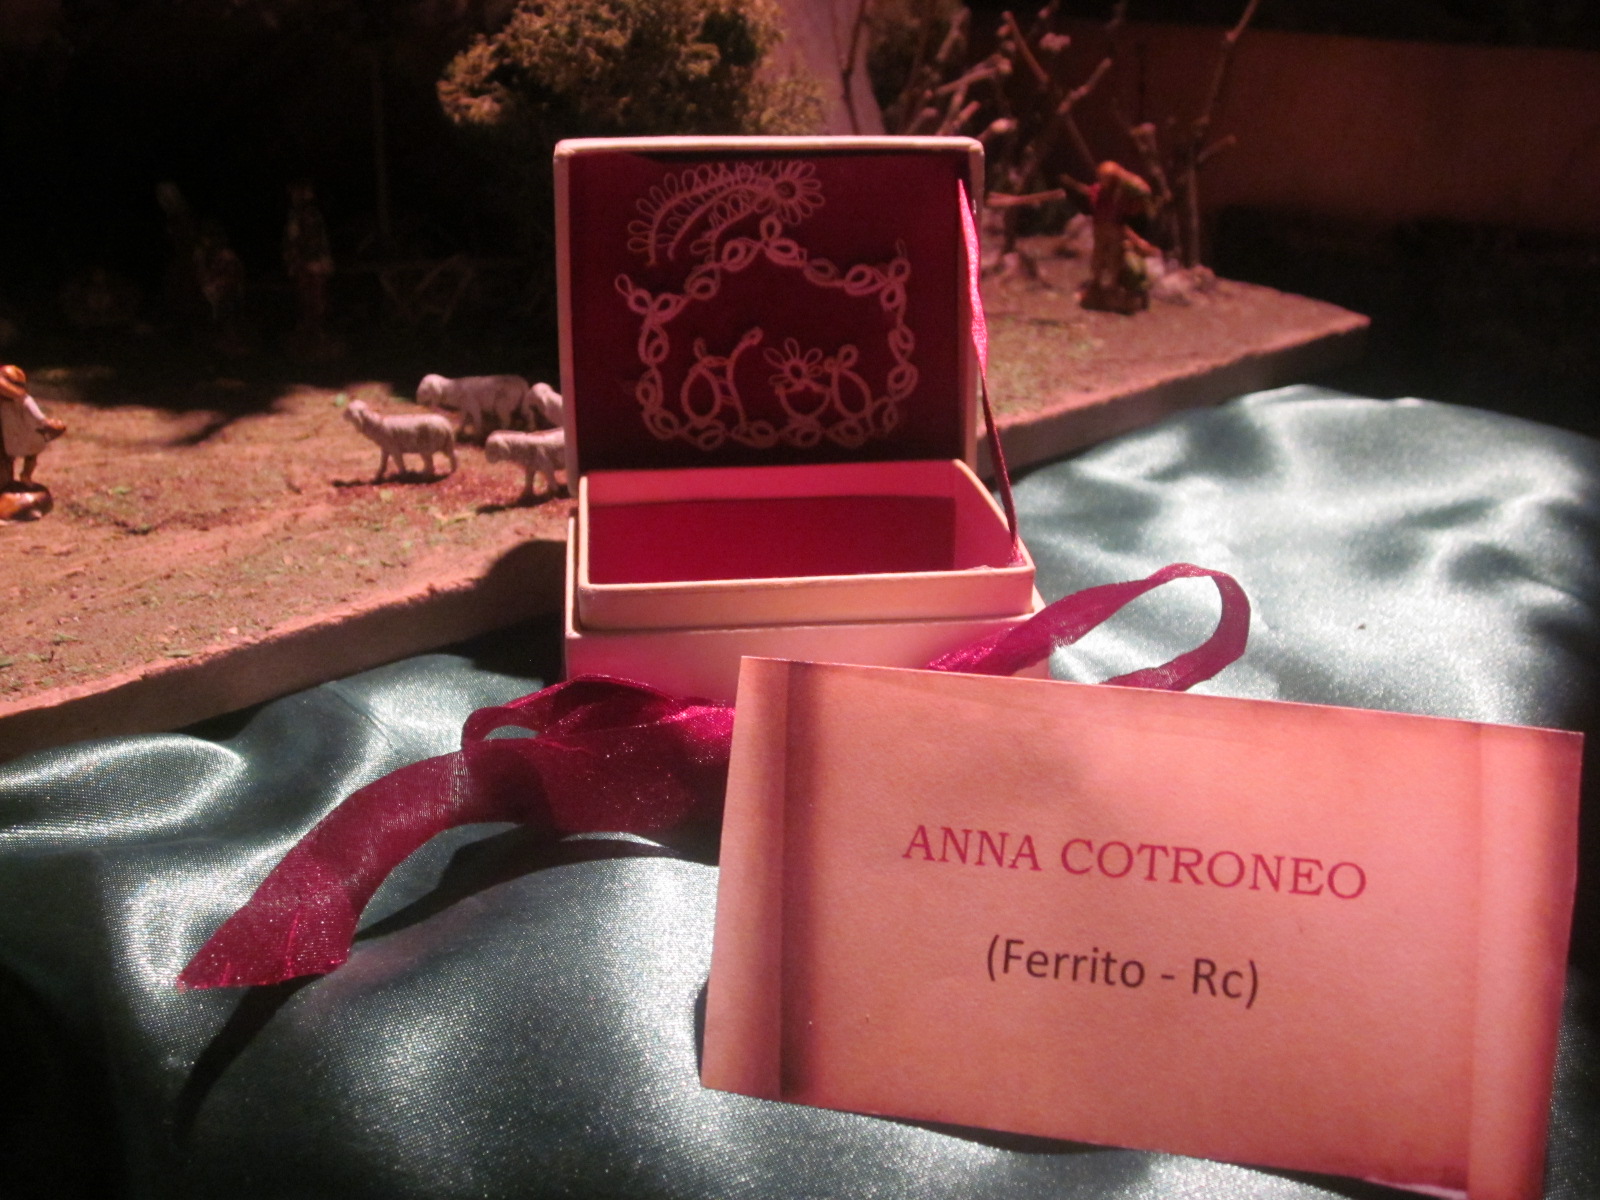 ANNA COTRONEO
(Ferrito - Rc)